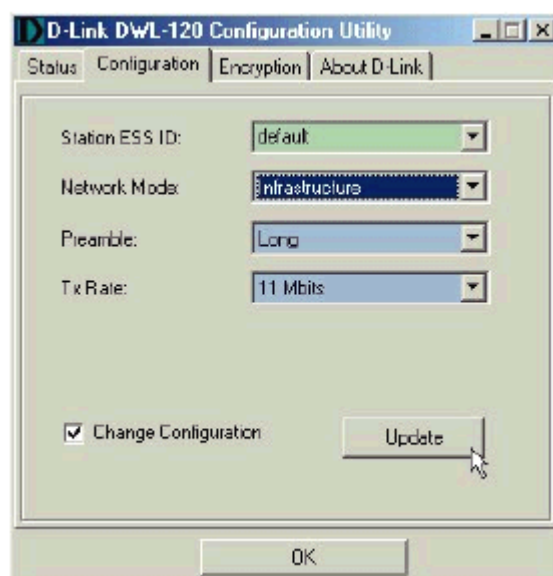 D-Link DWL-120 Configuration Utility
Status Configuration Encryption About D-Link
Station ESS ID: default
Network Mode: Infrastructure
Preamble: Long
Tx Rate: 11 Mbits
Change Configuration Update
OK